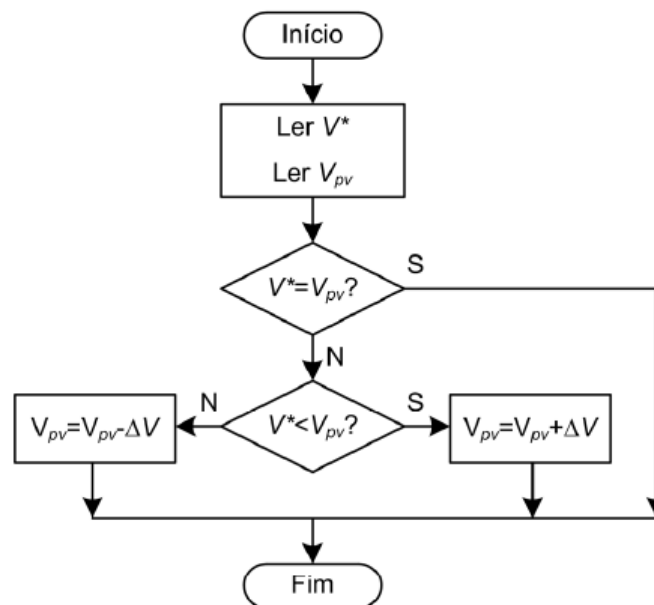 Início
Ler V*
Ler Vpv
V*=Vpv?
S
N
V*<Vpv?
N
S
Vpv=Vpv-ΔV
Vpv=Vpv+ΔV
Fim